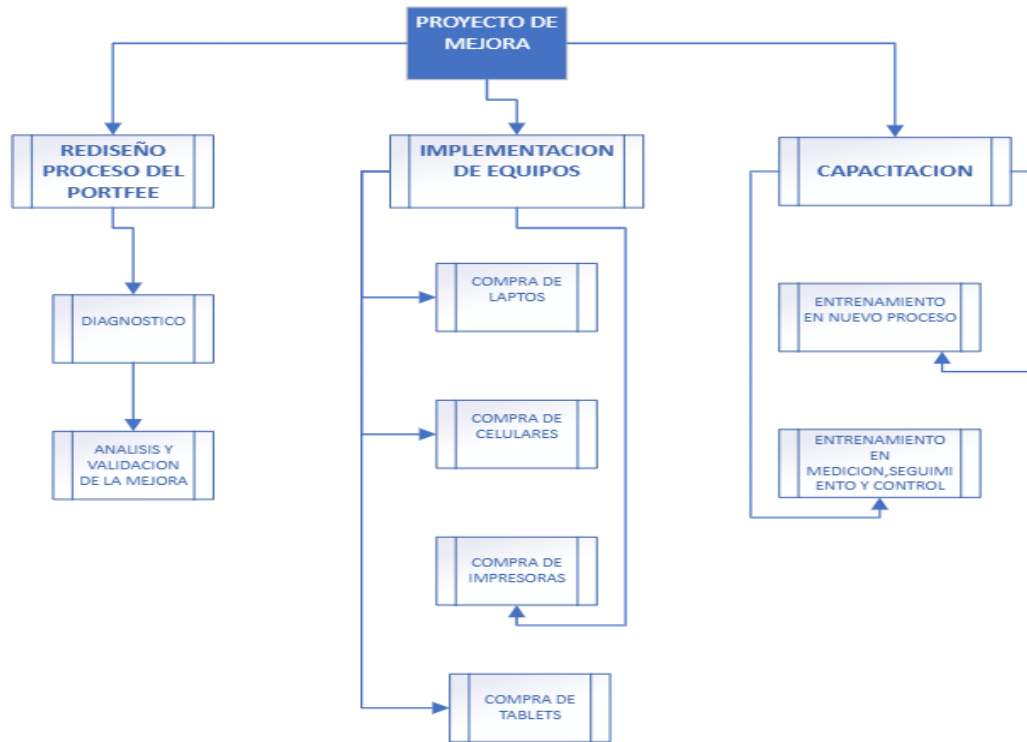 PROYECTO DE
MEJORA
REDISEÑO
PROCESO DEL
PORTFEE
IMPLEMENTACION
DE EQUIPOS
CAPACITACION
COMPRA DE
LAPTOS
ENTRENAMIENTO
EN NUEVO PROCESO
DIAGNOSTICO
COMPRA DE
CELULARES
ANALISIS Y
VALIDACION
DE LA MEJORA
ENTRENAMIENTO
EN
MEDICION,SEGUIMI
ENTO Y CONTROL
COMPRA DE
IMPRESORAS
COMPRA DE
TABLETS